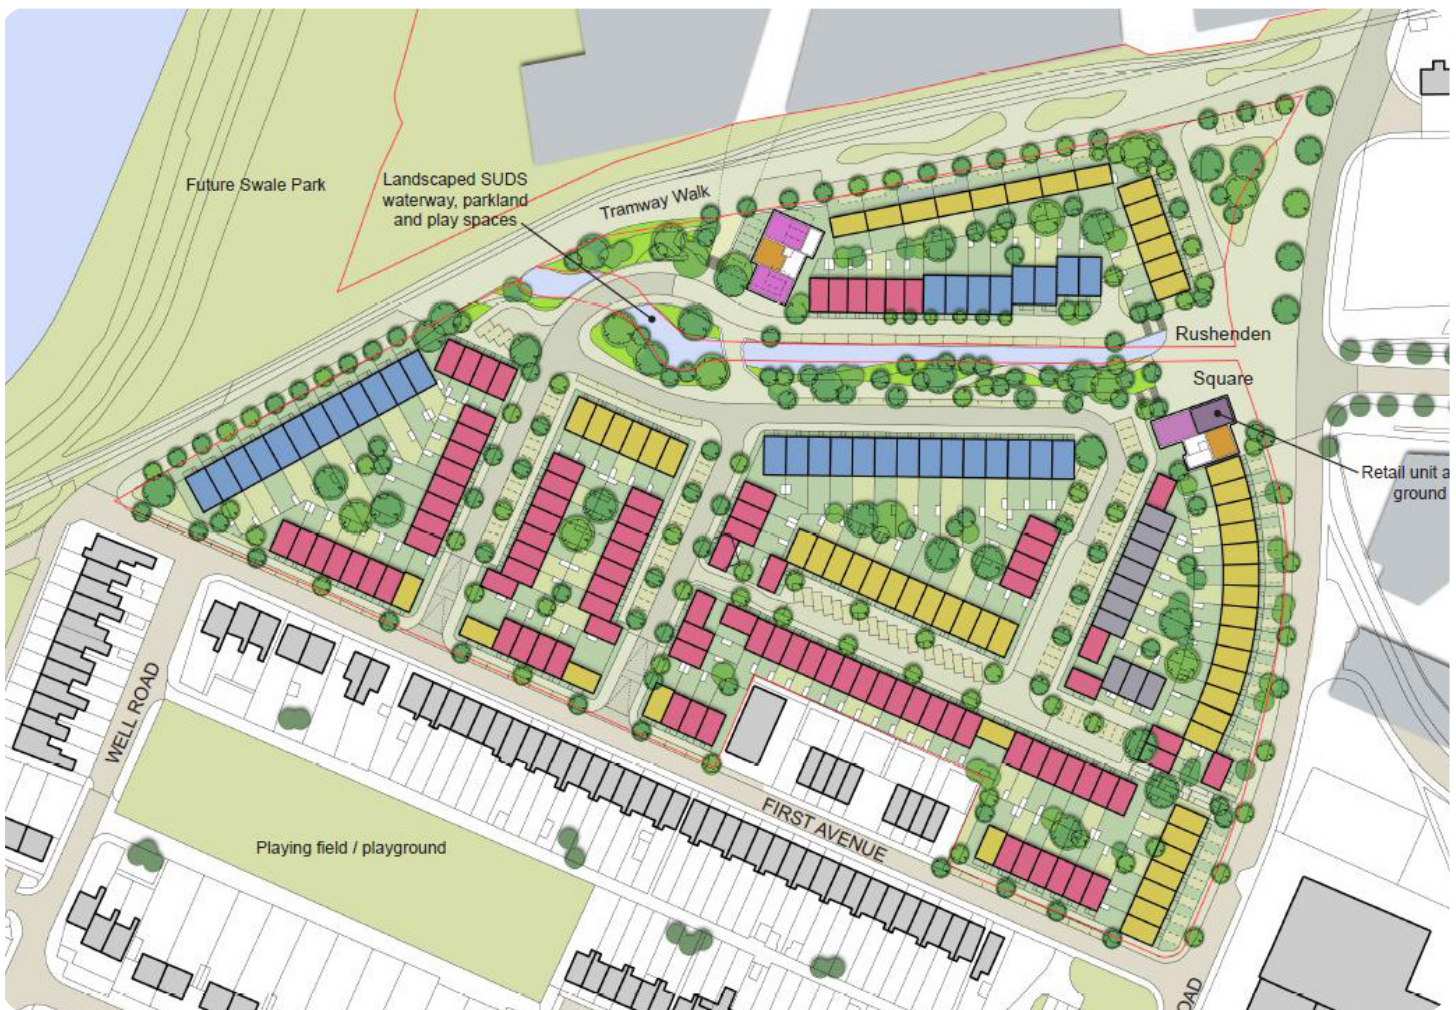 Future Swale Park
Landscaped SUDS
waterway, parkland
and play spaces
Tramway Walk
Rushenden
Square
Retail unit a
ground
WELL ROAD
FIRST AVENUE
Playing field / playground
OAD